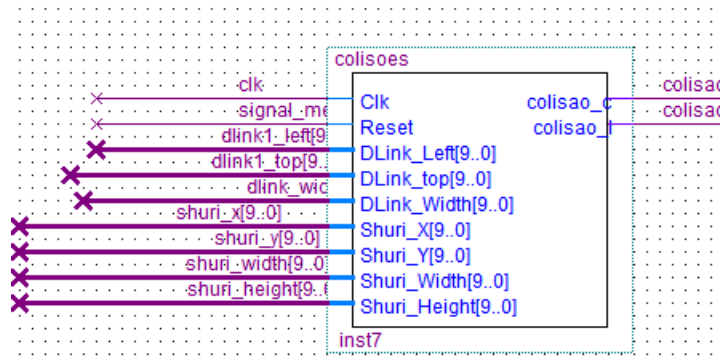 colisoes
clk
signal_me
dlink1_left[9
dlink1_top[9..
dlink_wid
shuri_x[9..0]
shuri_y[9..0]
shuri_width[9..0
shuri_height[9..
Clk
Reset
DLink_Left[9..0]
DLink_top[9..0]
DLink_Width[9..0]
Shuri_X[9..0]
Shuri_Y[9..0]
Shuri_Width[9..0]
Shuri_Height[9..0]
colisao_c
colisao_l
colisao
colisao
inst7